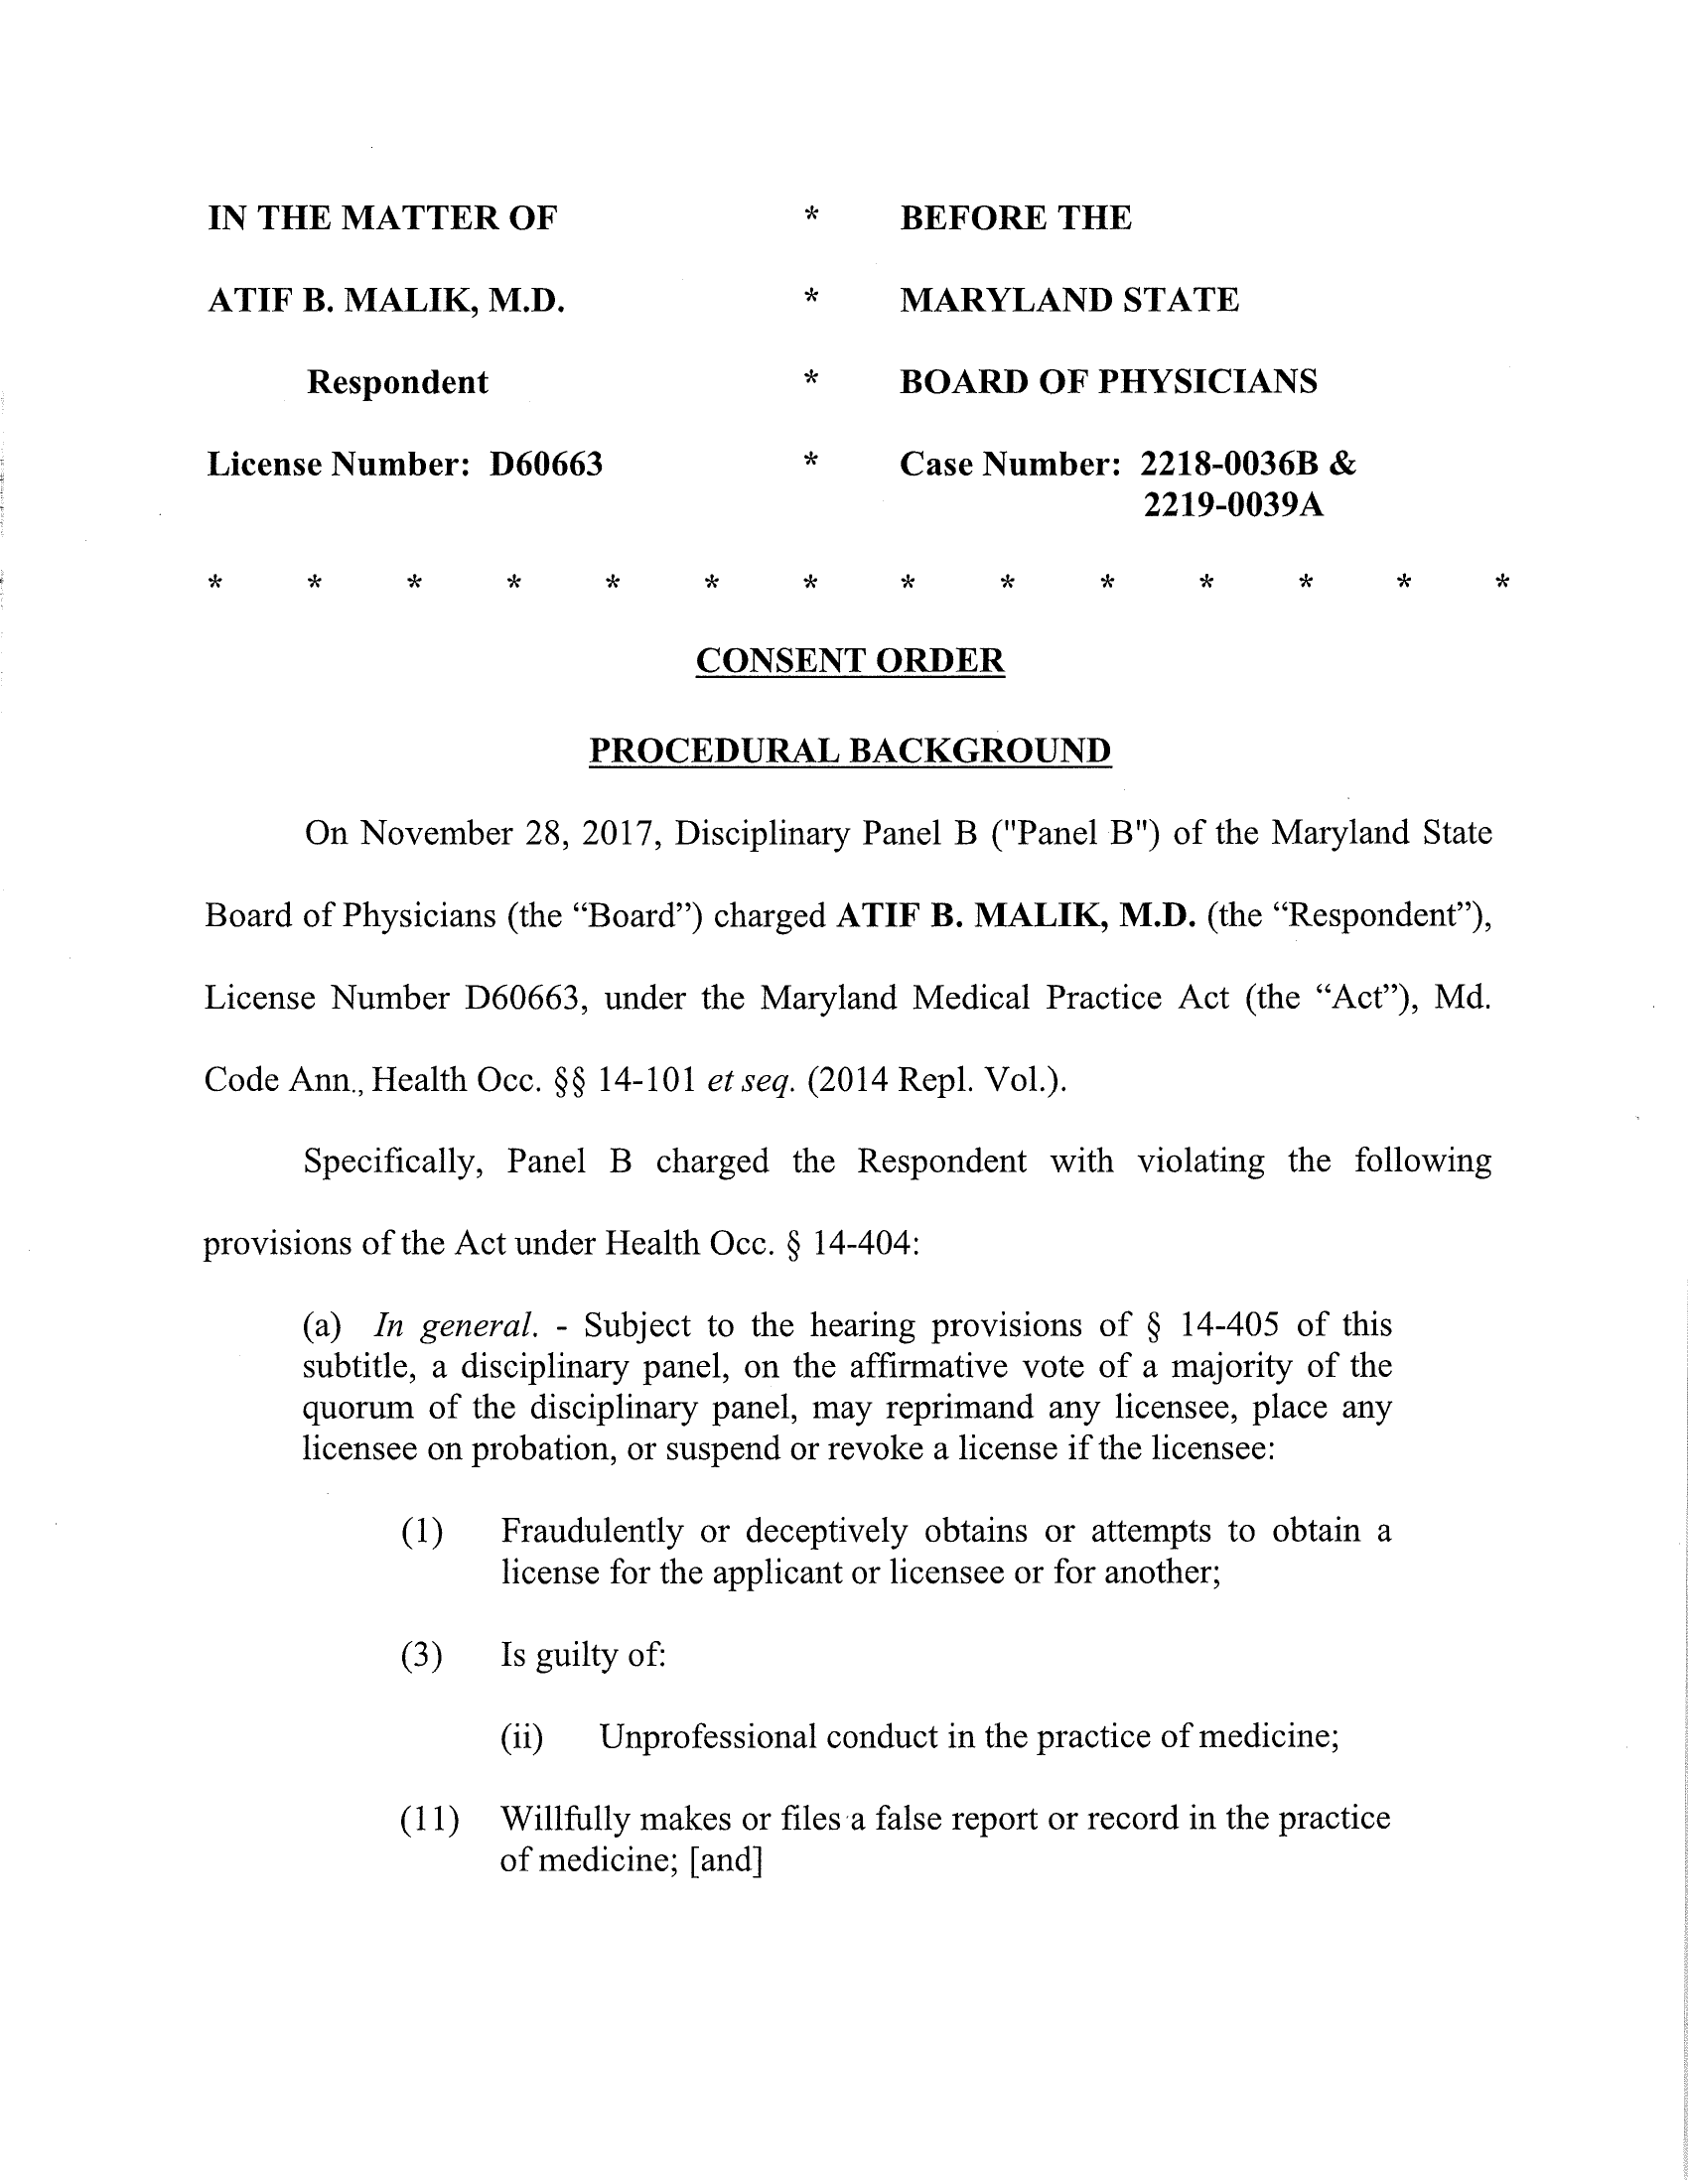 IN THE MATTER OF * BEFORE THE
ATIF B. MALIK, M.D. * MARYLAND STATE
Respondent * BOARD OF PHYSICIANS
License Number: D60663 * Case Number: 2218-0036B &
2219-0039A
* * * * * * * * * * * * * *
CONSENT ORDER
PROCEDURAL BACKGROUND
On November 28, 2017, Disciplinary Panel B ("Panel B") of the Maryland State
Board of Physicians (the “Board”) charged ATIF B. MALIK, M.D. (the “Respondent”),
License Number D60663, under the Maryland Medical Practice Act (the “Act”), Md.
Code Ann., Health Occ. §§ 14-101 et seq. (2014 Repl. Vol.).
Specifically, Panel B charged the Respondent with violating the following
provisions of the Act under Health Occ. § 14-404:
(a) In general. - Subject to the hearing provisions of § 14-405 of this
subtitle, a disciplinary panel, on the affirmative vote of a majority of the
quorum of the disciplinary panel, may reprimand any licensee, place any
licensee on probation, or suspend or revoke a license if the licensee:
(1) Fraudulently or deceptively obtains or attempts to obtain a
license for the applicant or licensee or for another;
(3) Is guilty of:
(ii) Unprofessional conduct in the practice of medicine;
(11) Willfully makes or files a false report or record in the practice
of medicine; [and]